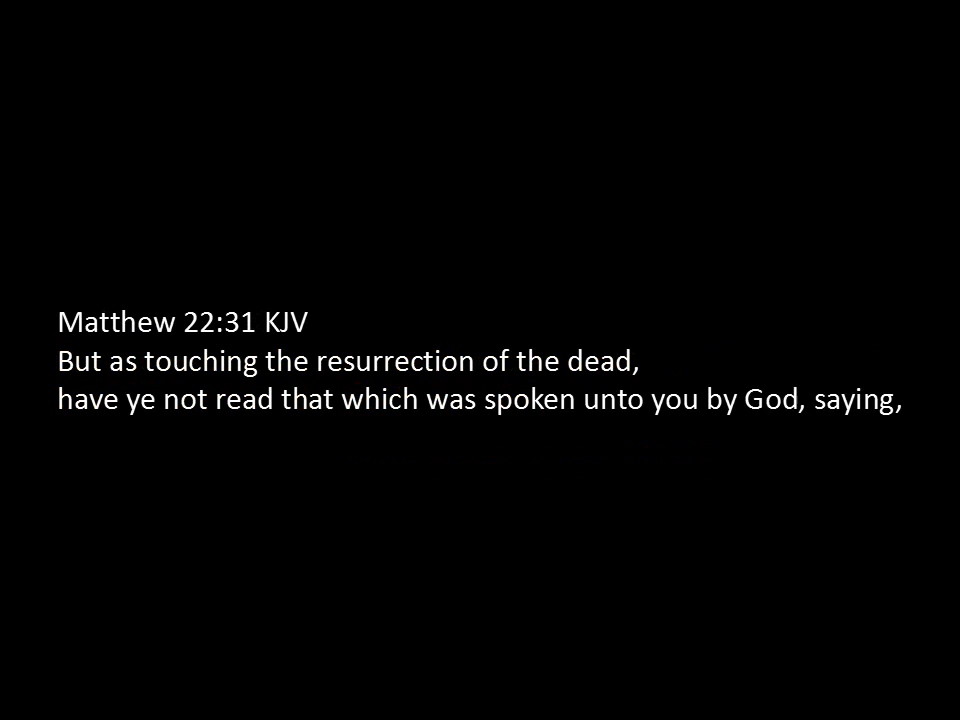 Matthew 22:31 KJV
But as touching the resurrection of the dead,
have ye not read that which was spoken unto you by God, saying,